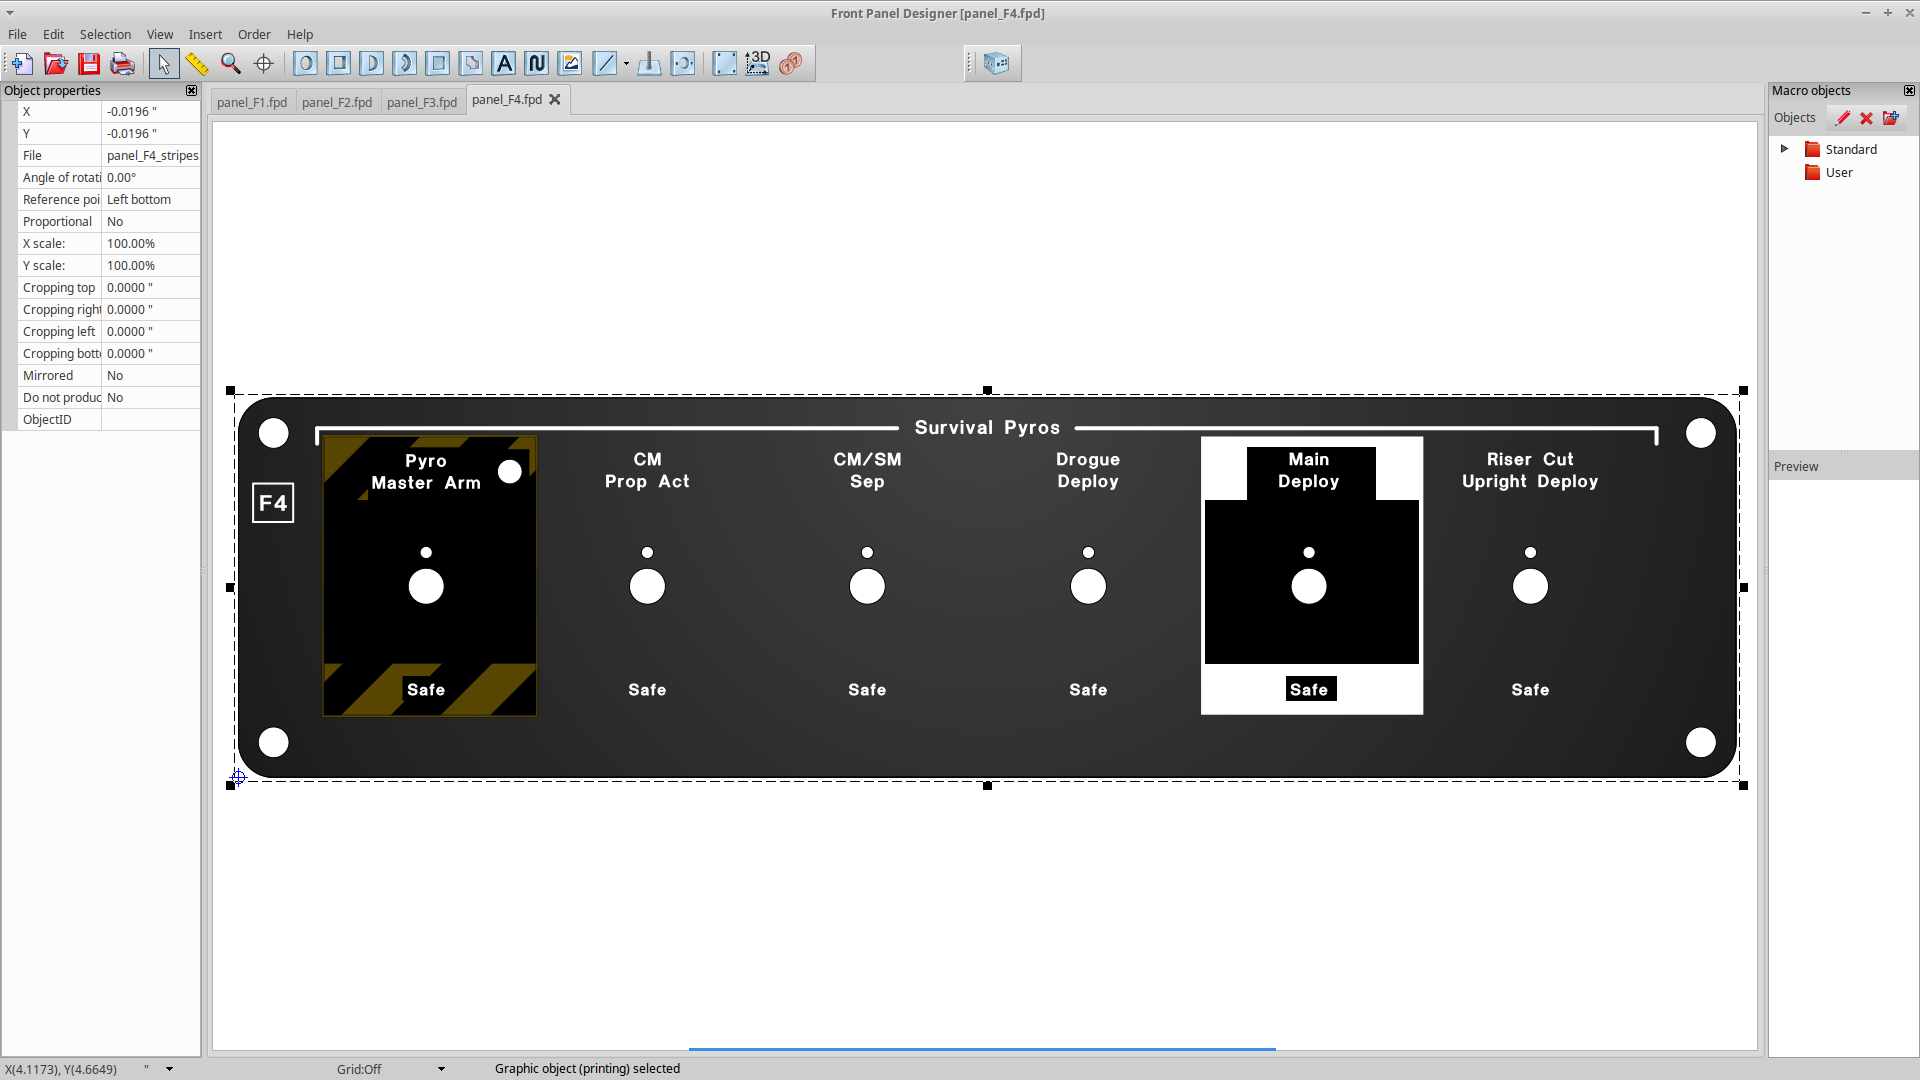 Front Panel Designer [panel_F4.fpd]
File Edit Selection View Insert Order Help
3D
Object properties
X -0.0196 "
Y -0.0196 "
File panel_F4_stripes
Angle of rotati 0.00°
Reference poi Left bottom
Proportional No
X scale: 100.00%
Y scale: 100.00%
Cropping top 0.0000 "
Cropping right 0.0000 "
Cropping left 0.0000 "
Cropping bott 0.0000 "
Mirrored No
Do not produc No
ObjectID
panel_F1.fpd panel_F2.fpd panel_F3.fpd panel_F4.fpd
Survival Pyros
F4
Pyro
Master Arm
Safe
CM
Prop Act
Safe
CM/SM
Sep
Safe
Drogue
Deploy
Safe
Main
Deploy
Safe
Riser Cut
Upright Deploy
Safe
Macro objects
Objects
Standard
User
Preview
X(4.1173), Y(4.6649) " Grid:Off Graphic object (printing) selected